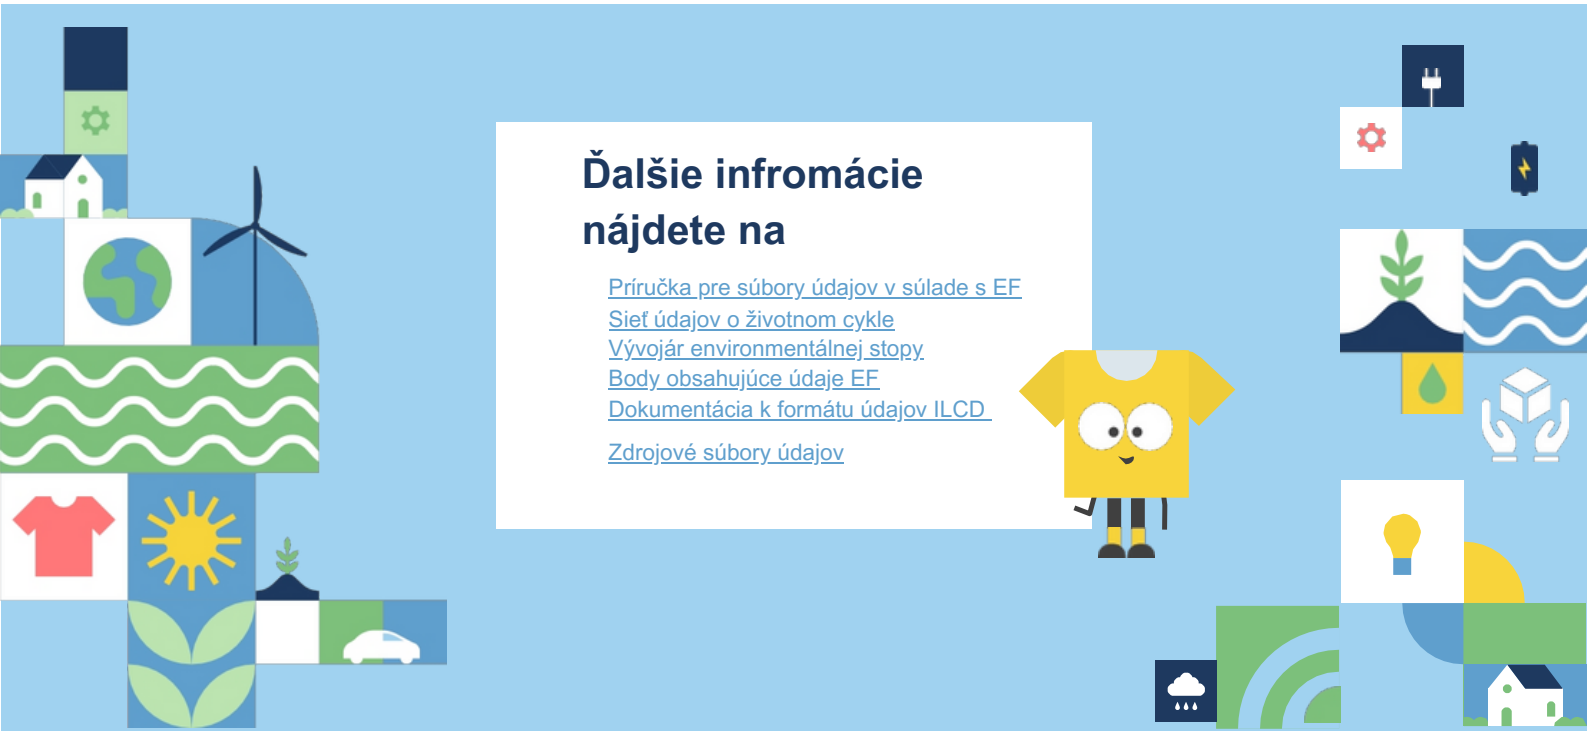 Ďalšie infromácie
nájdete na
Príručka pre súbory údajov v súlade s EF
Sieť údajov o životnom cykle
Vývojár environmentálnej stopy
Body obsahujúce údaje EF
Dokumentácia k formátu údajov ILCD
Zdrojové súbory údajov